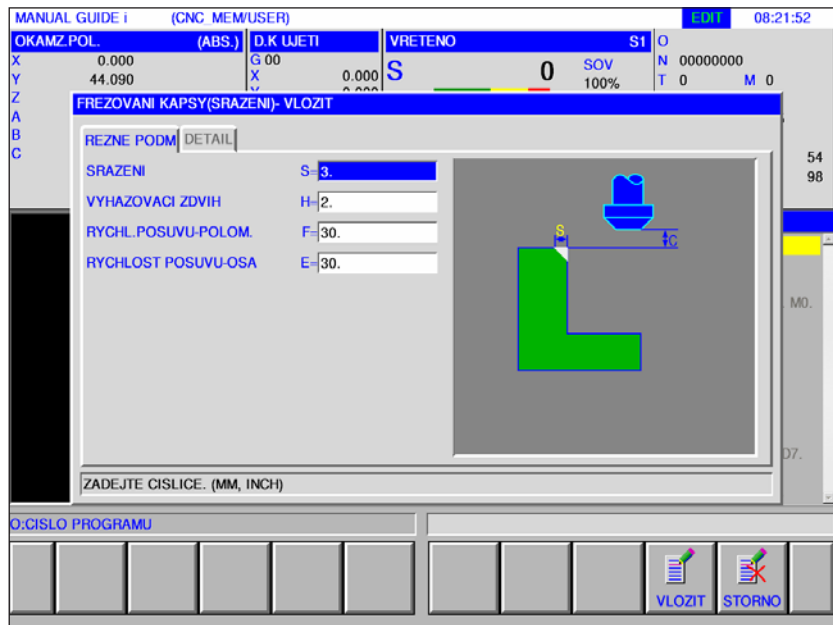 MANUAL GUIDE i (CNC_MEM/USER) EDIT 08:21:52
OKAMZ.POL. (ABS.) D.K UJETI VRETENO S1 O
X 0.000 G 00 S 0 SOV N 00000000
Y 44.090 X 0.000 100% T 0 M 0
Z
A
B
C
54
98
FREZOVANI KAPSY(SRAZENI)- VLOZIT
REZNE PODM DETAIL
SRAZENI S=3.
VYHAZOVACI ZDVIH H=2.
RYCHL.POSUVU-POLOM. F=30.
RYCHLOST POSUVU-OSA E=30.
S
C
M0.
D7.
ZADEJTE CISLICE. (MM, INCH)
O:CISLO PROGRAMU
VLOZIT STORNO